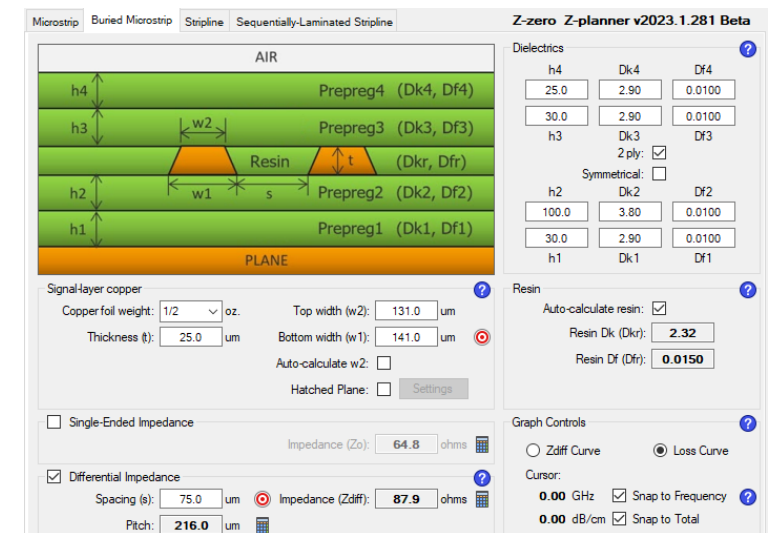 Microstrip Buried Microstrip Stripline Sequentially-Laminated Stripline Z-zero Z-planner v2023.1.281 Beta
AIR
h4 Prepreg4 (Dk4, Df4)
h3 w2 Prepreg3 (Dk3, Df3)
Resin t (Dkr, Dfr)
h2 w1 s Prepreg2 (Dk2, Df2)
h1 Prepreg1 (Dk1, Df1)
PLANE
Dielectrics ?
h4 Dk4 Df4
25.0 2.90 0.0100
30.0 2.90 0.0100
h3 Dk3 Df3
2 ply:
Symmetrical:
h2 Dk2 Df2
100.0 3.80 0.0100
30.0 2.90 0.0100
h1 Dk1 Df1
Signal-layer copper ?
Copper foil weight: 1/2 oz. Top width (w2): 131.0 um
Thickness (t): 25.0 um Bottom width (w1): 141.0 um
Auto-calculate w2:
Hatched Plane: Settings
Resin ?
Auto-calculate resin:
Resin Dk (Dkr): 2.32
Resin Df (Dfr): 0.0150
Single-Ended Impedance
Impedance (Zo): 64.8 ohms
Differential Impedance ?
Spacing (s): 75.0 um Impedance (Zdiff): 87.9 ohms
Pitch: 216.0 um
Graph Controls ?
Zdiff Curve Loss Curve
Cursor:
0.00 GHz Snap to Frequency ?
0.00 dB/cm Snap to Total